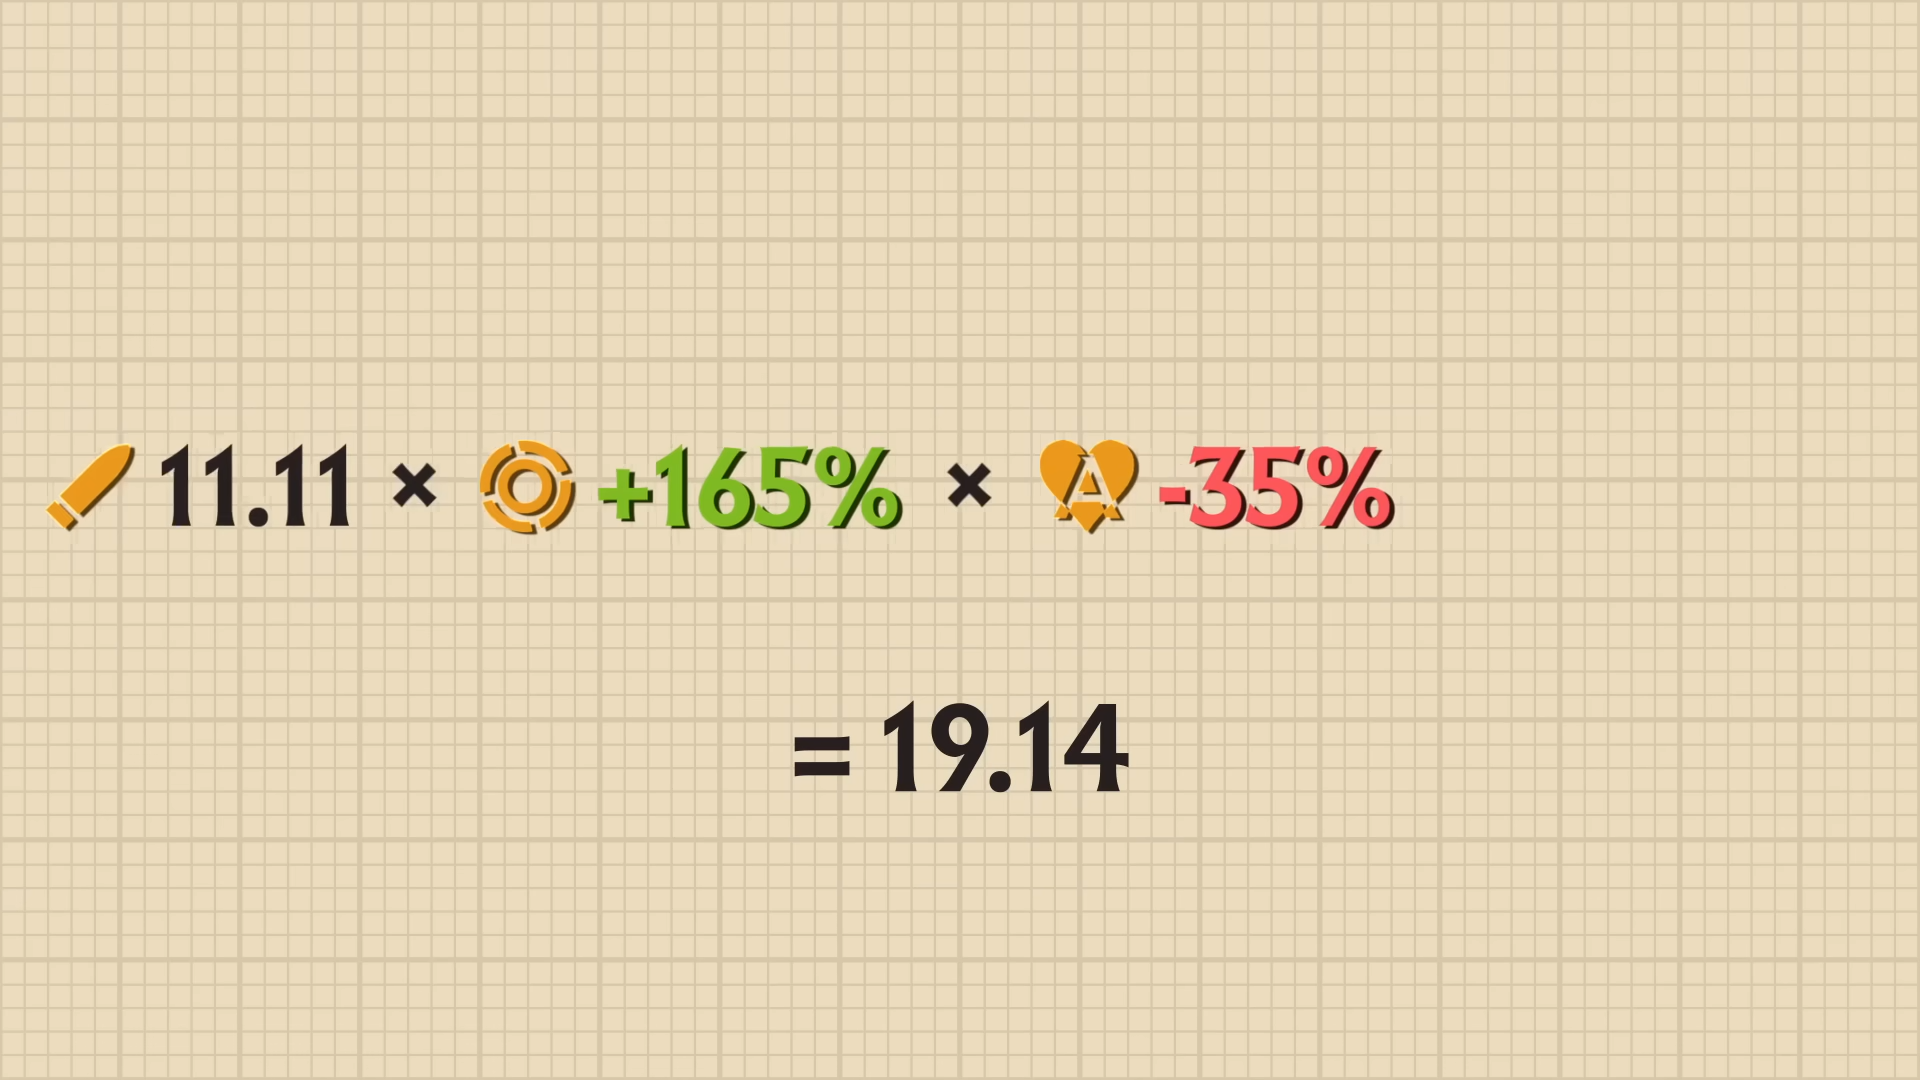 11.11 × +165% × A -35%
= 19.14